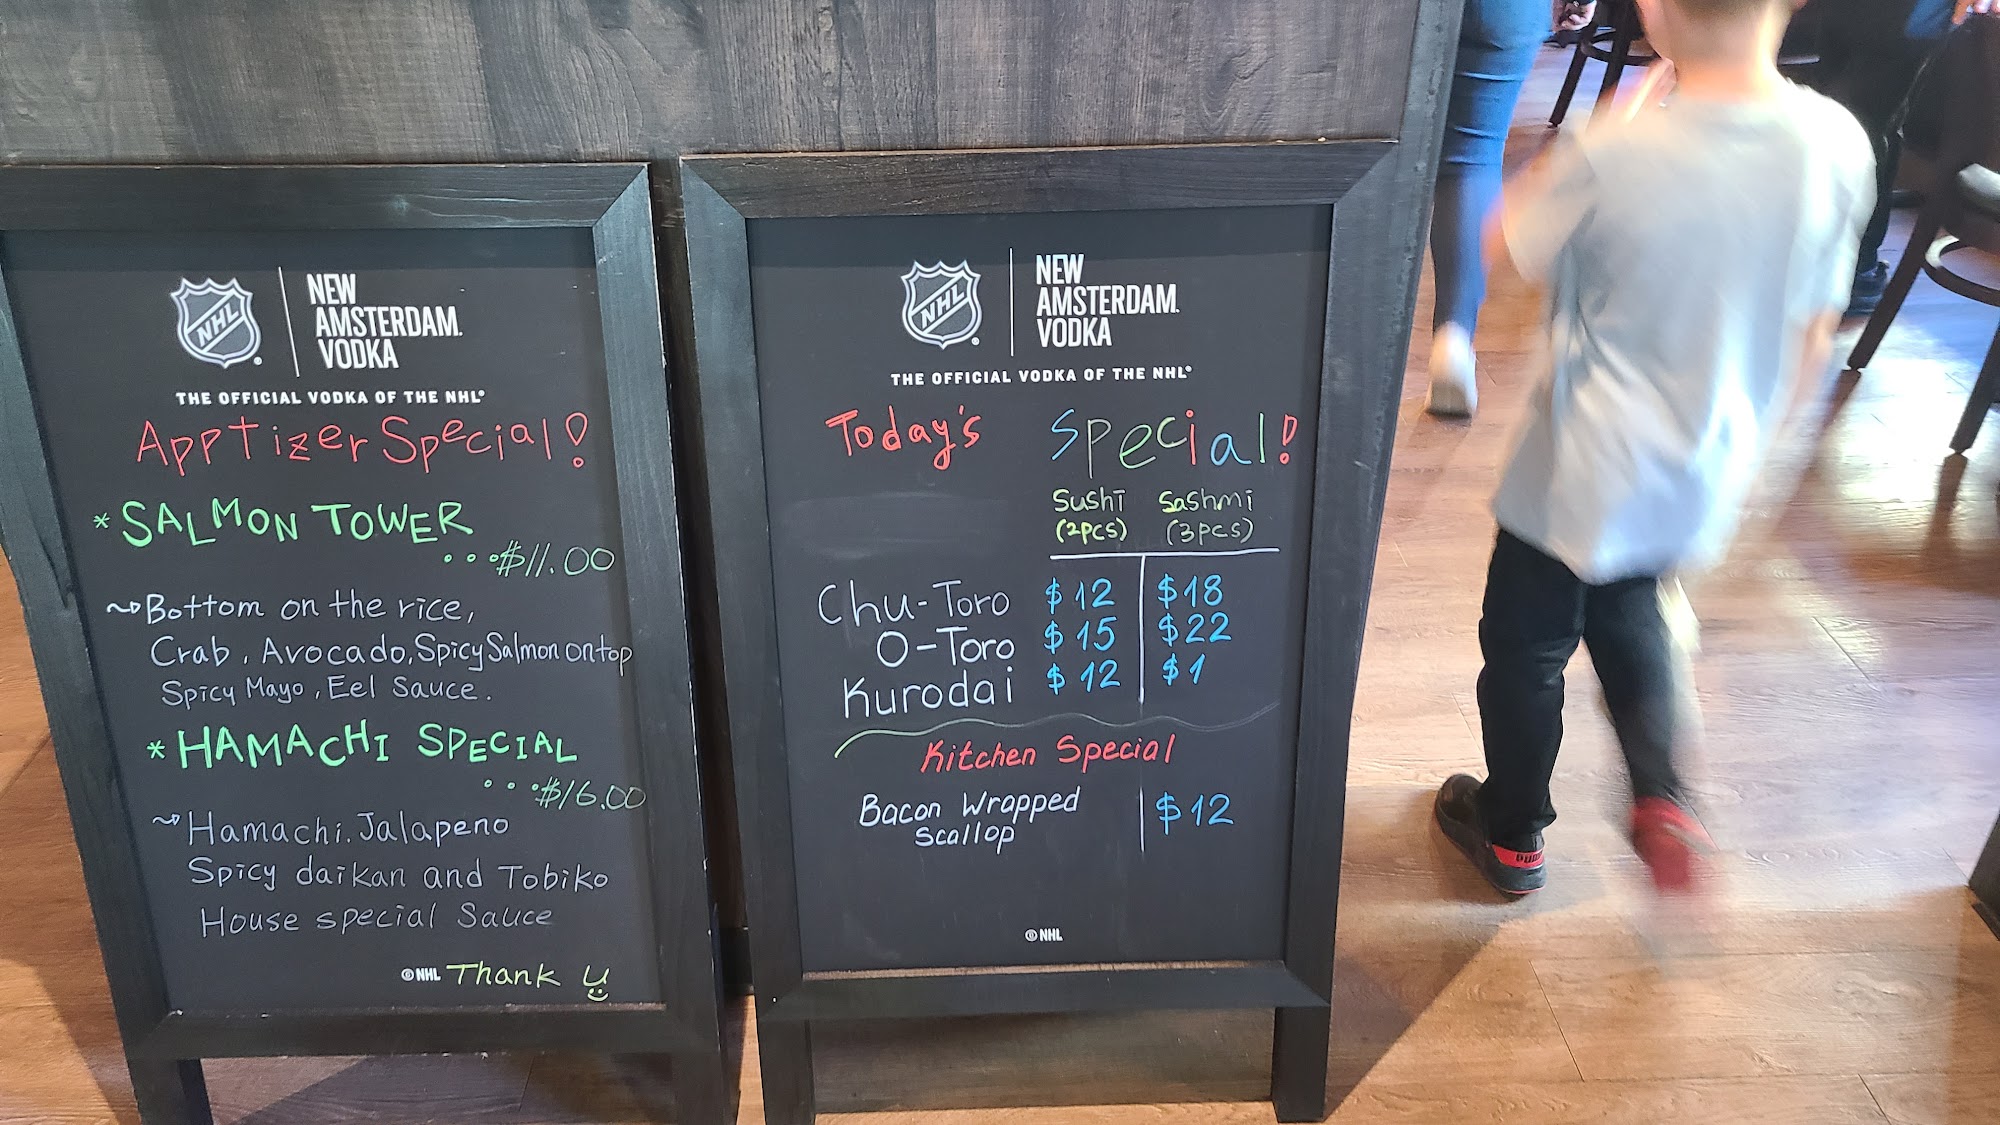 NHL
NEW
AMSTERDAM
VODKA
THE OFFICIAL VODKA OF THE NHL®
Apptizer Special!
* SALMON TOWER
...$11.00
Bottom on the rice,
Crab, Avocado, Spicy Salmon on top
Spicy Mayo, Eel Sauce.
* HAMACHI SPECIAL
...$16.00
Hamachi. Jalapeno
Spicy daikan and Tobiko
House special Sauce
NHL Thank U
NHL
NEW
AMSTERDAM
VODKA
THE OFFICIAL VODKA OF THE NHL®
Today's Special!
Sushi Sashmi
(2pcs) (3pcs)
Chu-Toro $12 $18
O-Toro $15 $22
Kurodai $12 $1
Kitchen Special
Bacon Wrapped
Scallop $12
NHL
PUMA